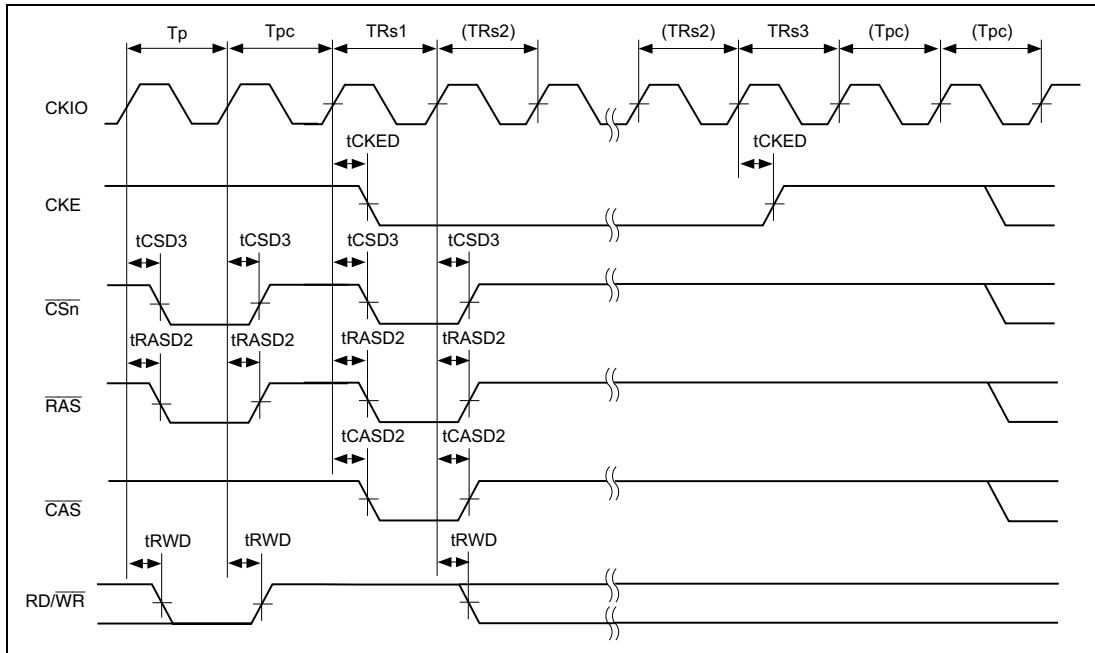 Tp Tpc TRs1 (TRs2) (TRs2) TRs3 (Tpc) (Tpc)
CKIO
tCKED tCKED
CKE
tCSD3 tCSD3 tCSD3 tCSD3
CSn
tRASD2 tRASD2 tRASD2 tRASD2
RAS
tCASD2 tCASD2
CAS
tRWD tRWD tRWD
RD/WR